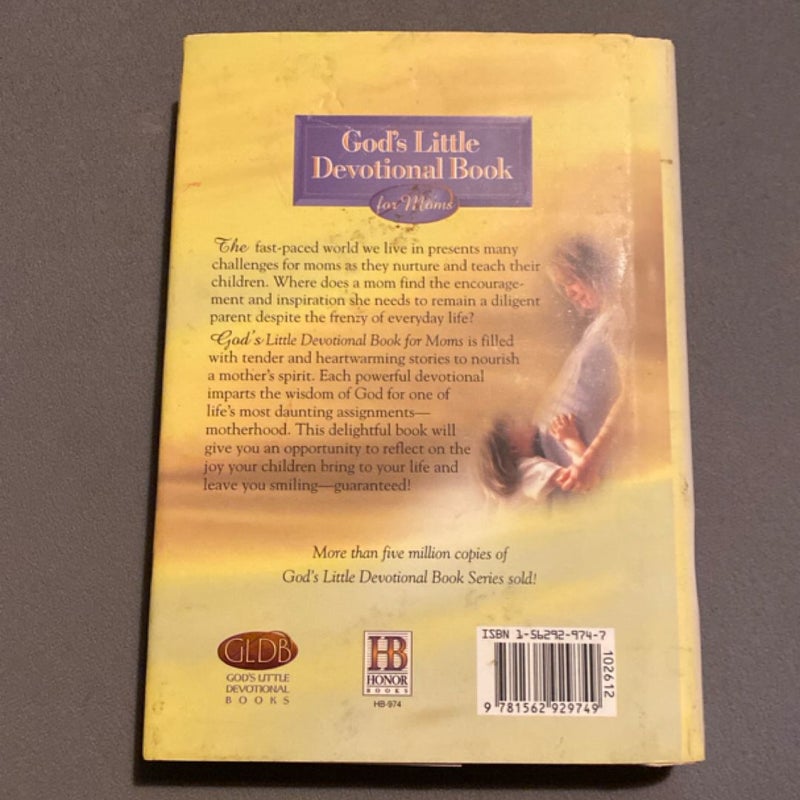 God's Little
Devotional Book
for Moms
The fast-paced world we live in presents many
challenges for moms as they nurture and teach their
children. Where does a mom find the encourage-
ment and inspiration she needs to remain a diligent
parent despite the frenzy of everyday life?
God's Little Devotional Book for Moms is filled
with tender and heartwarming stories to nourish
a mother's spirit. Each powerful devotional
imparts the wisdom of God for one of
life's most daunting assignments—
motherhood. This delightful book will
give you an opportunity to reflect on the
joy your children bring to your life and
leave you smiling—guaranteed!
More than five million copies of
God's Little Devotional Book Series sold!
GLDB
GOD'S LITTLE
DEVOTIONAL
BOOKS
HB
HONOR
BOOKS
HB-974
ISBN 1-56292-974-7
102612
9 781562 929749